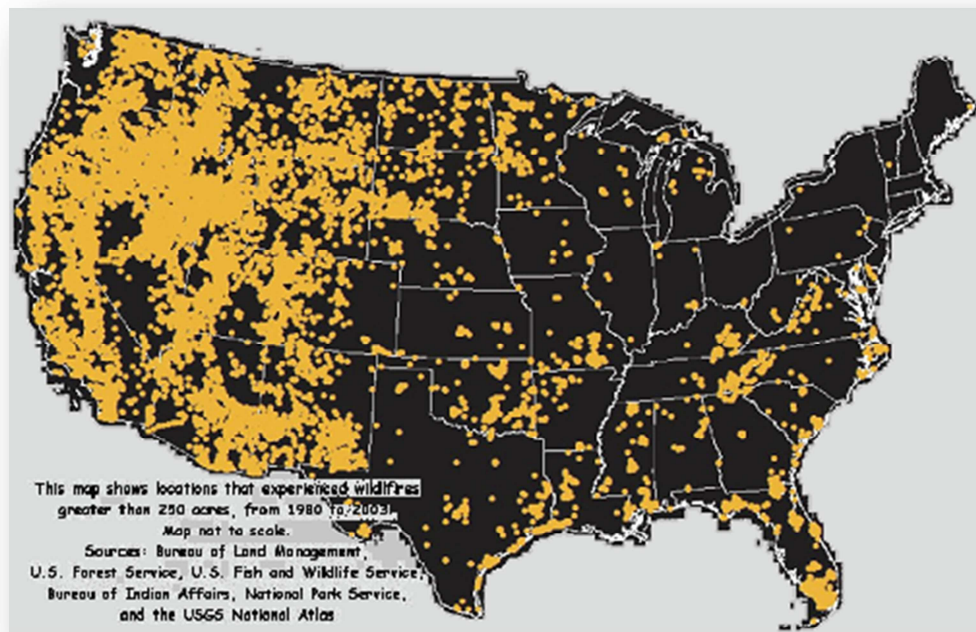 This map shows locations that experienced wildfires
greater than 250 acres, from 1980 to 2003.
Map not to scale.
Sources: Bureau of Land Management,
U.S. Forest Service, U.S. Fish and Wildlife Service,
Bureau of Indian Affairs, National Park Service,
and the USGS National Atlas